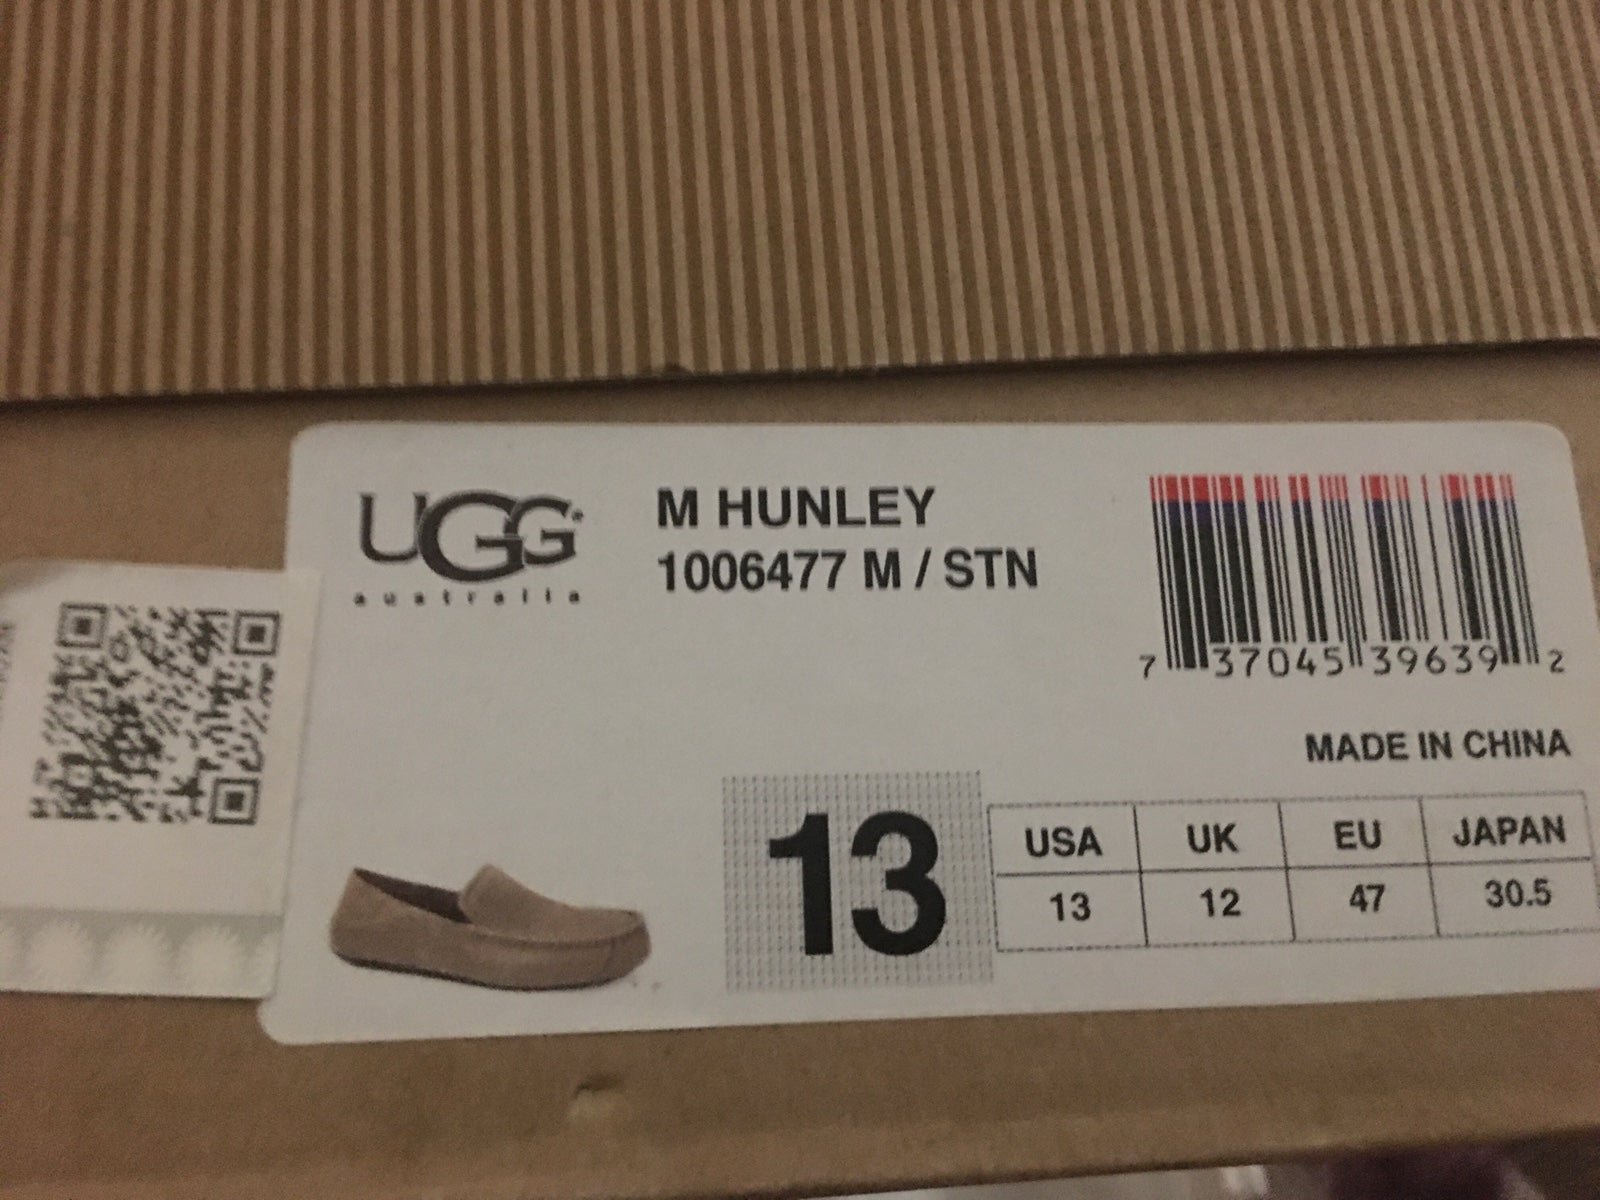 UGG
australia
M HUNLEY
1006477 M / STN
7 37045 39639 2
MADE IN CHINA
13
USA UK EU JAPAN
13 12 47 30.5